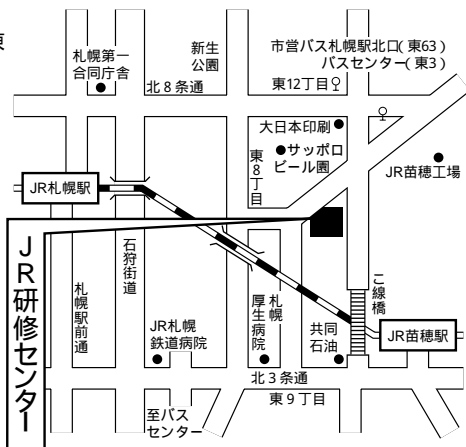 東
札幌第一
合同庁舎
新生
公園
市営バス札幌駅北口(東63)
バスセンター(東3)
北8条通
東12丁目
大日本印刷
サッポロ
ビール園
東8丁目
JR苗穂工場
JR札幌駅
JR研修センター
札幌駅前通
石狩街道
JR札幌
鉄道病院
札幌
厚生病院
共同
石油
こ線橋
JR苗穂駅
北3条通
東9丁目
至バス
センター